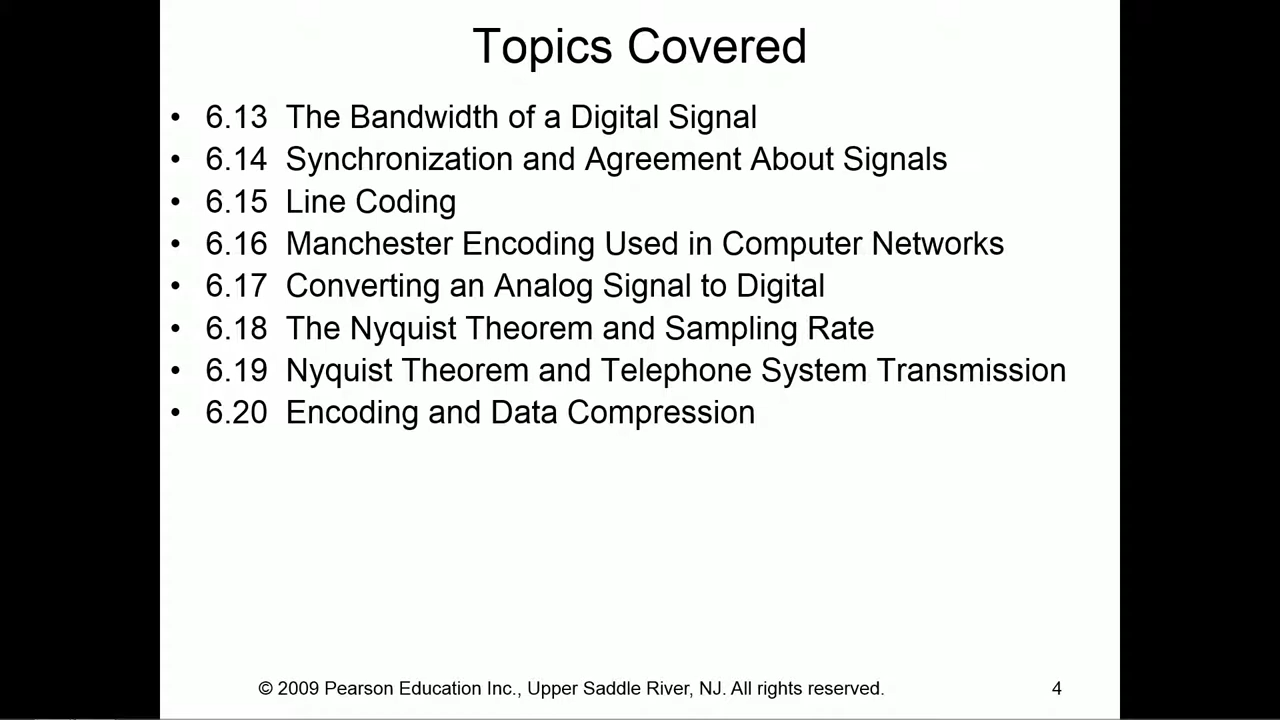 Topics Covered
• 6.13 The Bandwidth of a Digital Signal
• 6.14 Synchronization and Agreement About Signals
• 6.15 Line Coding
• 6.16 Manchester Encoding Used in Computer Networks
• 6.17 Converting an Analog Signal to Digital
• 6.18 The Nyquist Theorem and Sampling Rate
• 6.19 Nyquist Theorem and Telephone System Transmission
• 6.20 Encoding and Data Compression
© 2009 Pearson Education Inc., Upper Saddle River, NJ. All rights reserved. 4